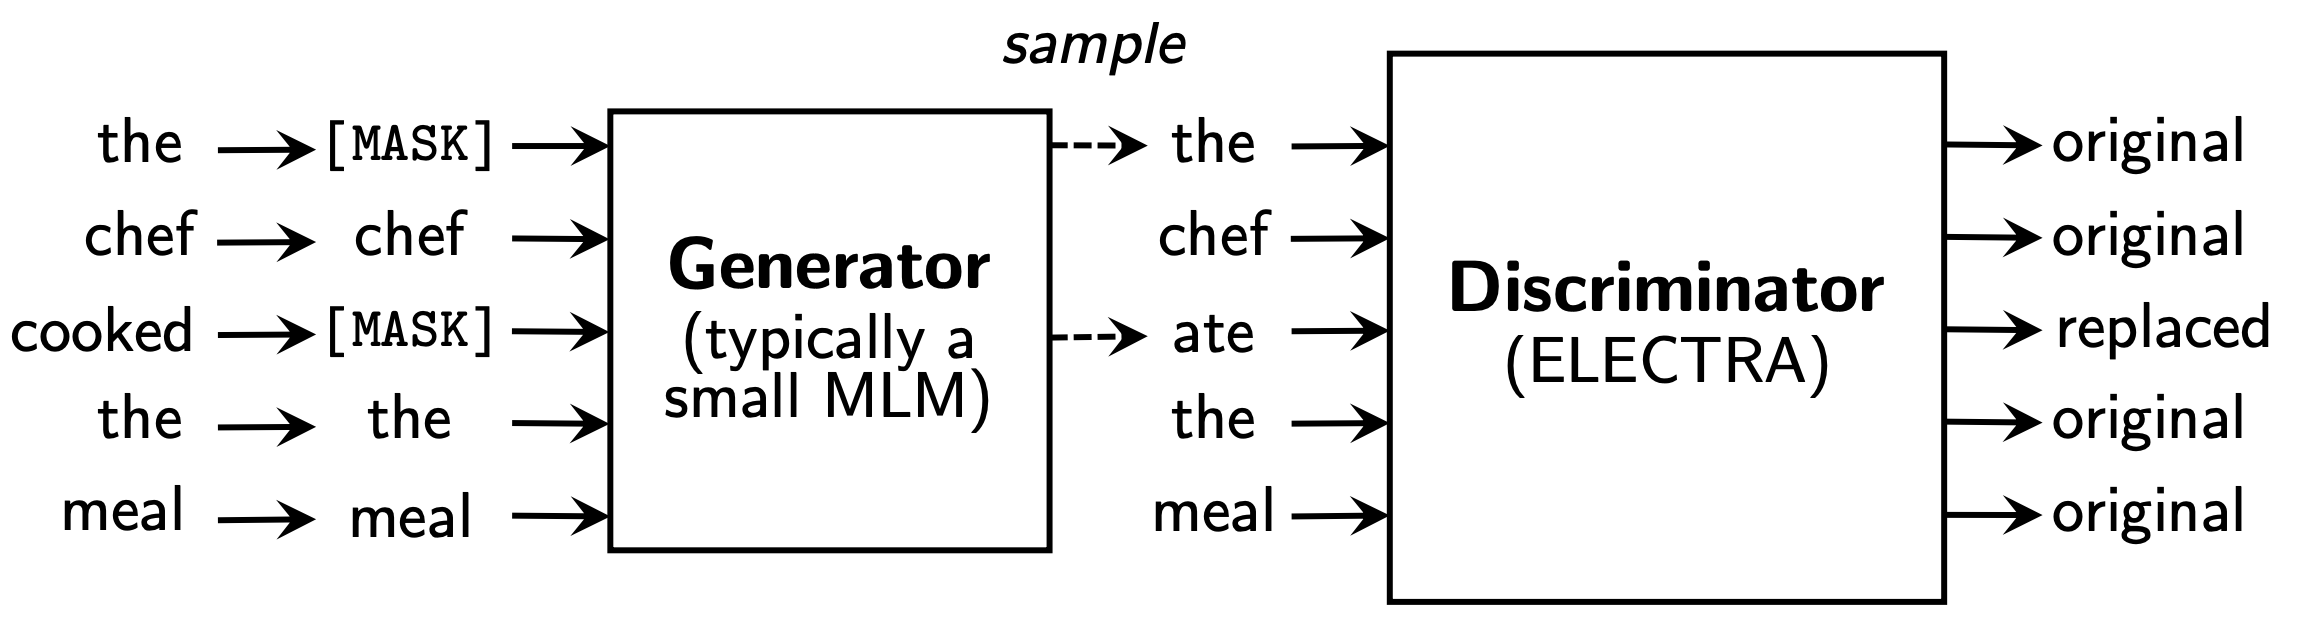 sample
the [MASK] the original
chef chef chef original
cooked [MASK] ate replaced
the the the original
meal meal meal original
Generator
(typically a
small MLM)
Discriminator
(ELECTRA)